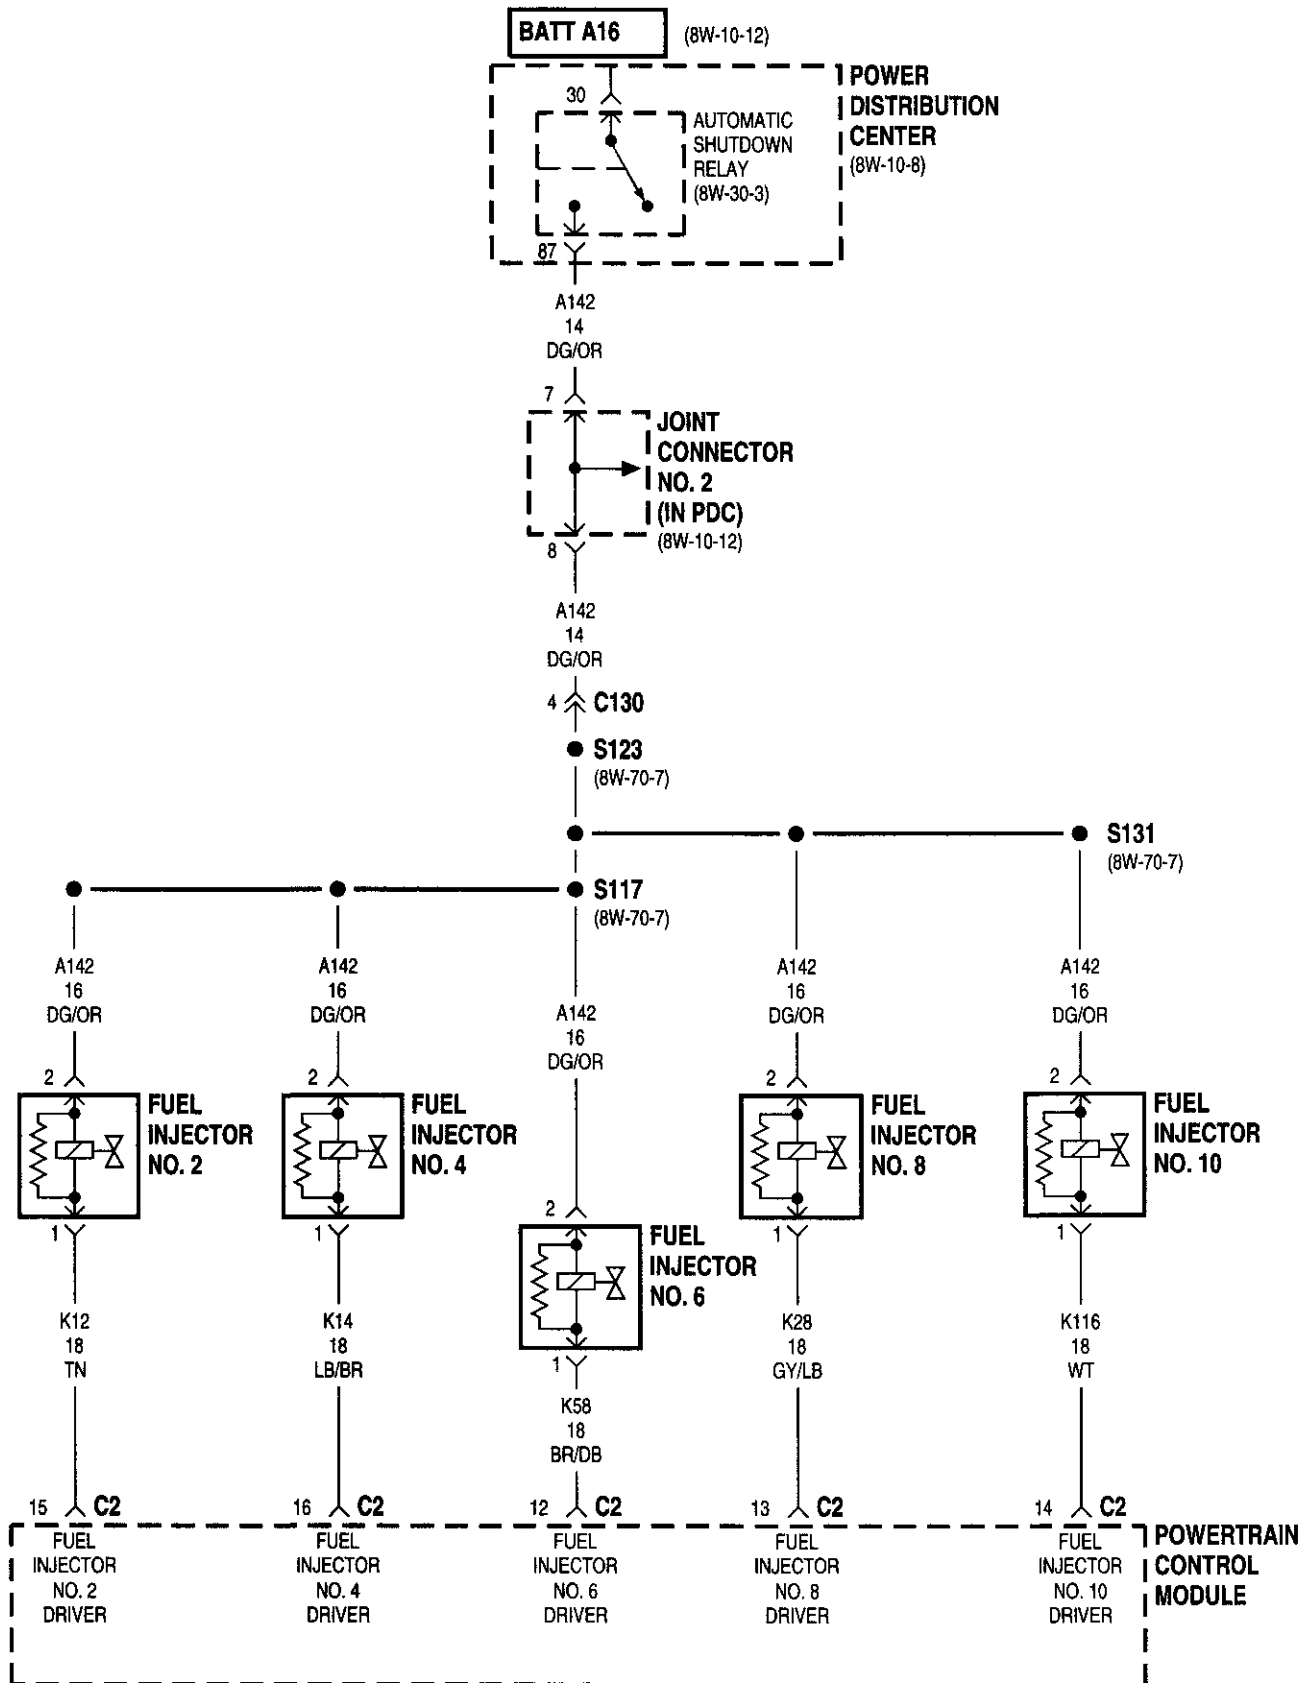 BATT A16
(8W-10-12)
POWER
DISTRIBUTION
CENTER
(8W-10-8)
30
AUTOMATIC
SHUTDOWN
RELAY
(8W-30-3)
87
A142
14
DG/OR
7
JOINT
CONNECTOR
NO. 2
(IN PDC)
(8W-10-12)
8
A142
14
DG/OR
4
C130
S123
(8W-70-7)
S131
(8W-70-7)
S117
(8W-70-7)
A142
16
DG/OR
A142
16
DG/OR
A142
16
DG/OR
A142
16
DG/OR
A142
16
DG/OR
2
FUEL
INJECTOR
NO. 2
1
2
FUEL
INJECTOR
NO. 4
1
2
FUEL
INJECTOR
NO. 6
1
2
FUEL
INJECTOR
NO. 8
1
2
FUEL
INJECTOR
NO. 10
1
K12
18
TN
K14
18
LB/BR
K58
18
BR/DB
K28
18
GY/LB
K116
18
WT
15
C2
16
C2
12
C2
13
C2
14
C2
FUEL
INJECTOR
NO. 2
DRIVER
FUEL
INJECTOR
NO. 4
DRIVER
FUEL
INJECTOR
NO. 6
DRIVER
FUEL
INJECTOR
NO. 8
DRIVER
FUEL
INJECTOR
NO. 10
DRIVER
POWERTRAIN
CONTROL
MODULE